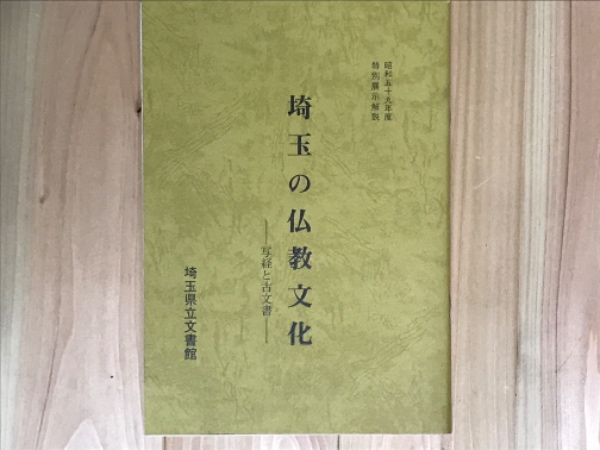 昭和五十九年度
特別展示解説
埼玉の仏教文化
―写経と古文書―
埼玉県立文書館